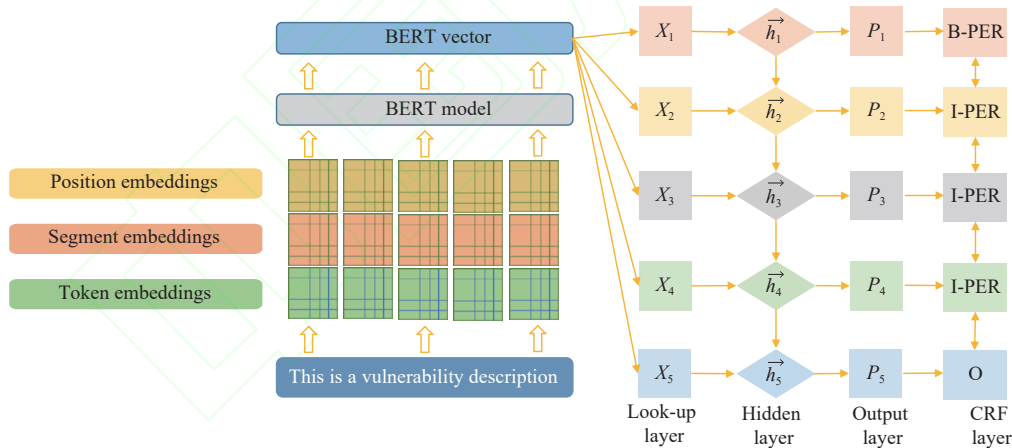 BERT vector
BERT model
Position embeddings
Segment embeddings
Token embeddings
This is a vulnerability description
X₁ h₁ P₁ B-PER
X₂ h₂ P₂ I-PER
X₃ h₃ P₃ I-PER
X₄ h₄ P₄ I-PER
X₅ h₅ P₅ O
Look-up layer
Hidden layer
Output layer
CRF layer